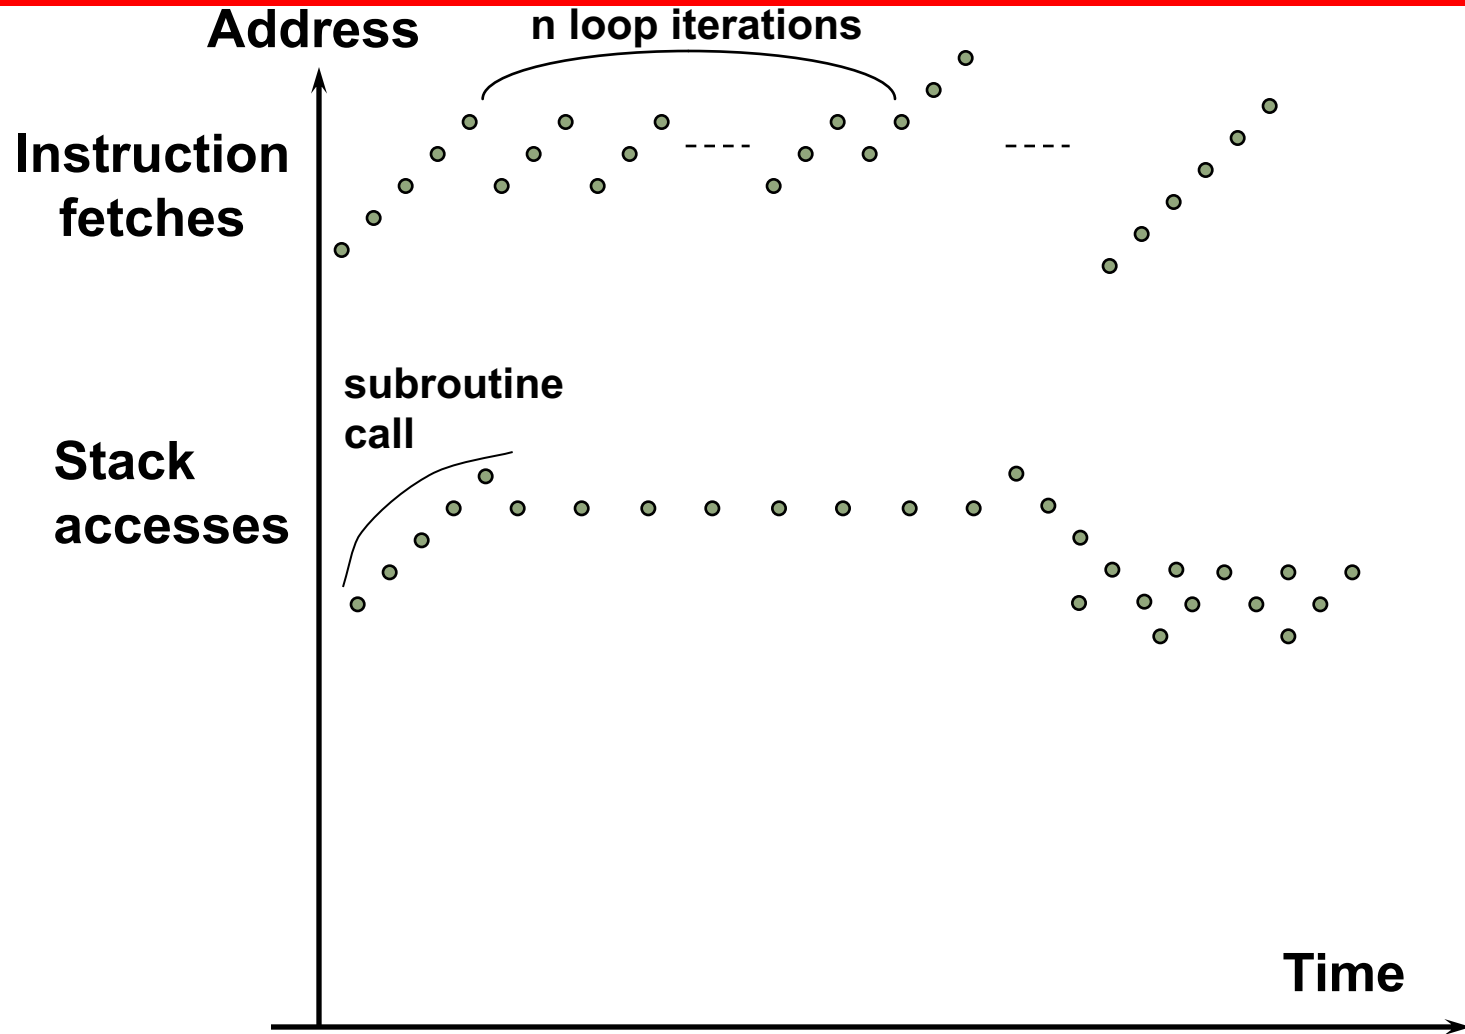 Address
n loop iterations
Instruction
fetches
subroutine
call
Stack
accesses
Time